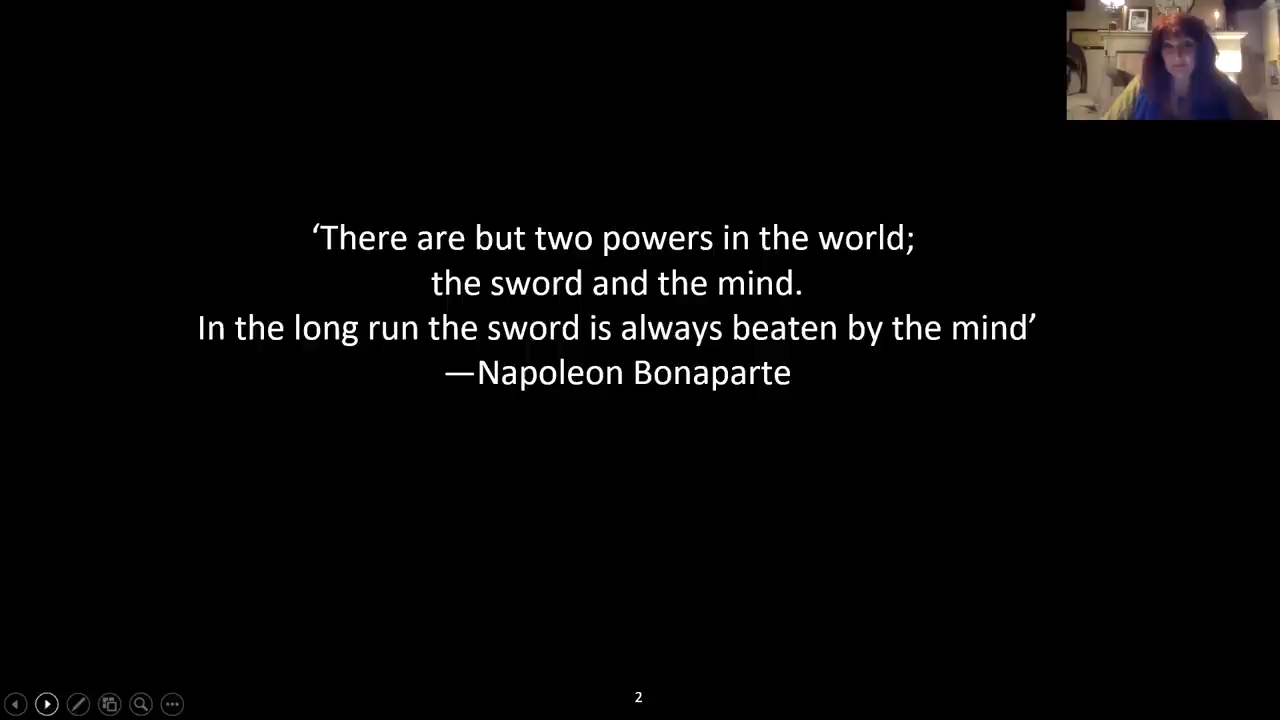 ‘There are but two powers in the world;
the sword and the mind.
In the long run the sword is always beaten by the mind’
—Napoleon Bonaparte
2